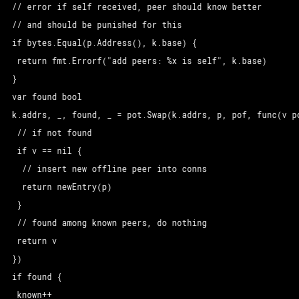 // error if self received, peer should know better
// and should be punished for this
if bytes.Equal(p.Address(), k.base) {
return fmt.Errorf("add peers: %x is self", k.base)
}
var found bool
k.addrs, _, found, _ = pot.Swap(k.addrs, p, pof, func(v
// if not found
if v == nil {
// insert new offline peer into conns
return newEntry(p)
}
// found among known peers, do nothing
return v
})
if found {
known++